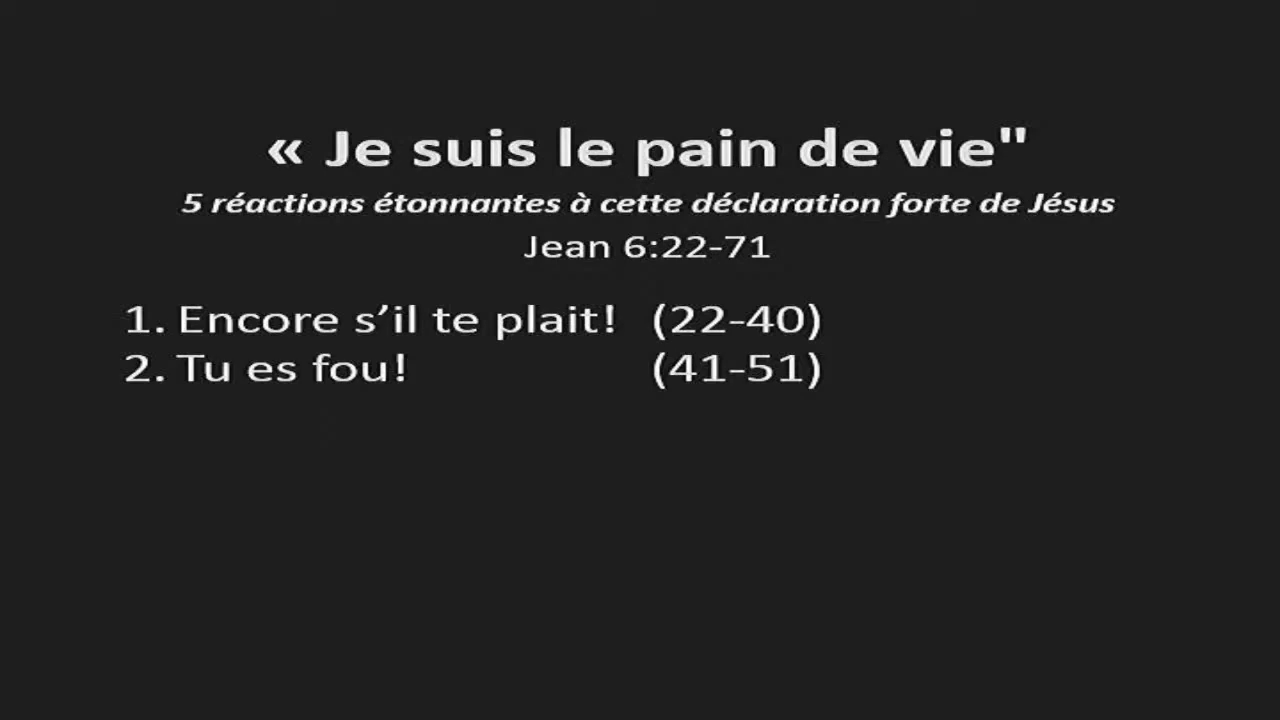 « Je suis le pain de vie"
5 réactions étonnantes à cette déclaration forte de Jésus
Jean 6:22-71
1. Encore s’il te plait! (22-40)
2. Tu es fou! (41-51)